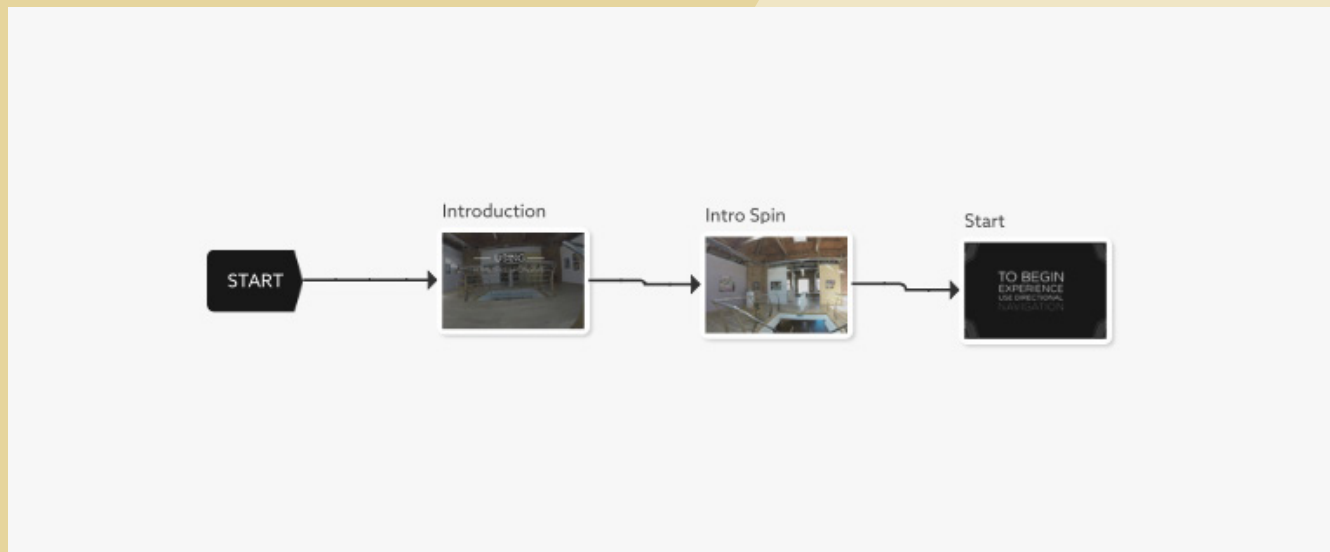 Introduction
Intro Spin
Start
START
TO BEGIN
EXPERIENCE
USE DIRECTIONAL
NAVIGATION